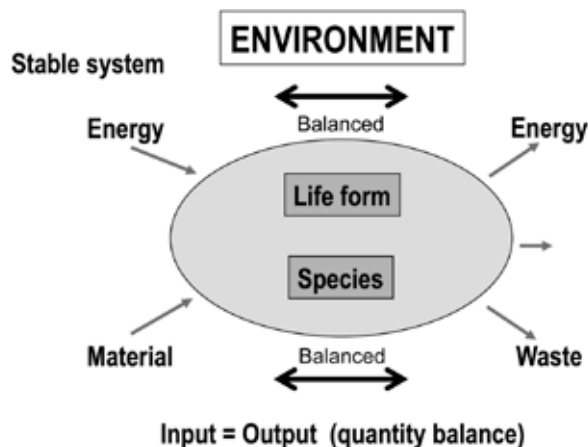 ENVIRONMENT
Stable system
Balanced
Energy
Energy
Life form
Species
Material
Balanced
Waste
Input = Output (quantity balance)